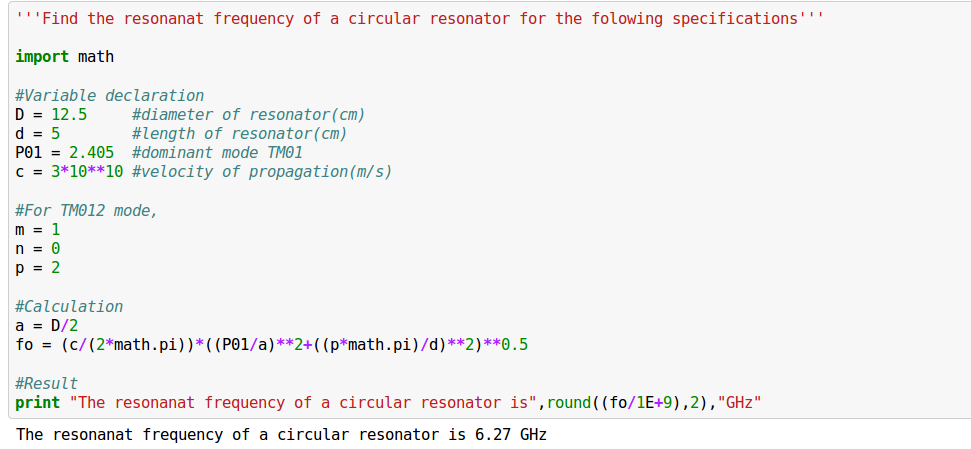 '''Find the resonanat frequency of a circular resonator for the folowing specifications'''
import math
#Variable declaration
D = 12.5     #diameter of resonator(cm)
d = 5        #length of resonator(cm)
P01 = 2.405  #dominant mode TM01
c = 3*10**10 #velocity of propagation(m/s)
#For TM012 mode,
m = 1
n = 0
p = 2
#Calculation
a = D/2
fo = (c/(2*math.pi))*((P01/a)**2+((p*math.pi)/d)**2)**0.5
#Result
print "The resonanat frequency of a circular resonator is",round((fo/1E+9),2),"GHz"
The resonanat frequency of a circular resonator is 6.27 GHz